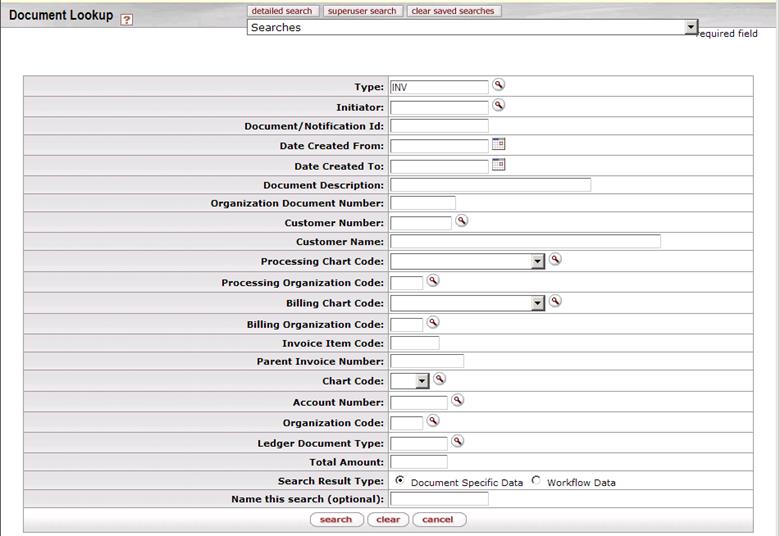 Document Lookup ?
detailed search superuser search clear saved searches
Searches
required field
Type: INV
Initiator:
Document/Notification Id:
Date Created From:
Date Created To:
Document Description:
Organization Document Number:
Customer Number:
Customer Name:
Processing Chart Code:
Processing Organization Code:
Billing Chart Code:
Billing Organization Code:
Invoice Item Code:
Parent Invoice Number:
Chart Code:
Account Number:
Organization Code:
Ledger Document Type:
Total Amount:
Search Result Type: Document Specific Data Workflow Data
Name this search (optional):
search clear cancel